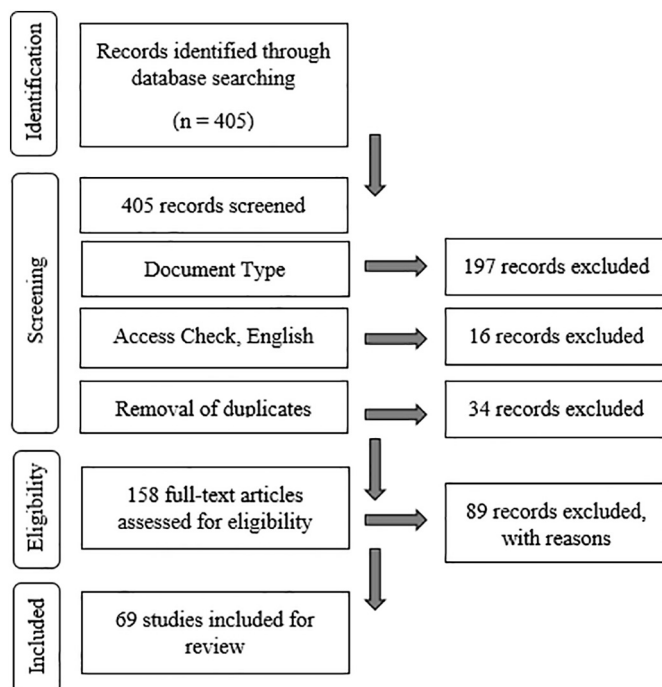 Identification
Records identified through
database searching
(n = 405)
Screening
405 records screened
Document Type
197 records excluded
Access Check, English
16 records excluded
Removal of duplicates
34 records excluded
Eligibility
158 full-text articles
assessed for eligibility
89 records excluded,
with reasons
Included
69 studies included for
review